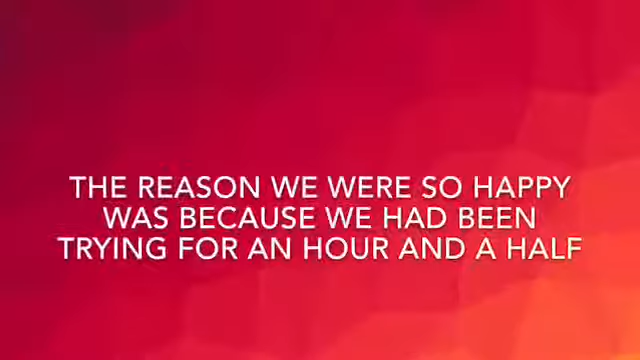 THE REASON WE WERE SO HAPPY
WAS BECAUSE WE HAD BEEN
TRYING FOR AN HOUR AND A HALF